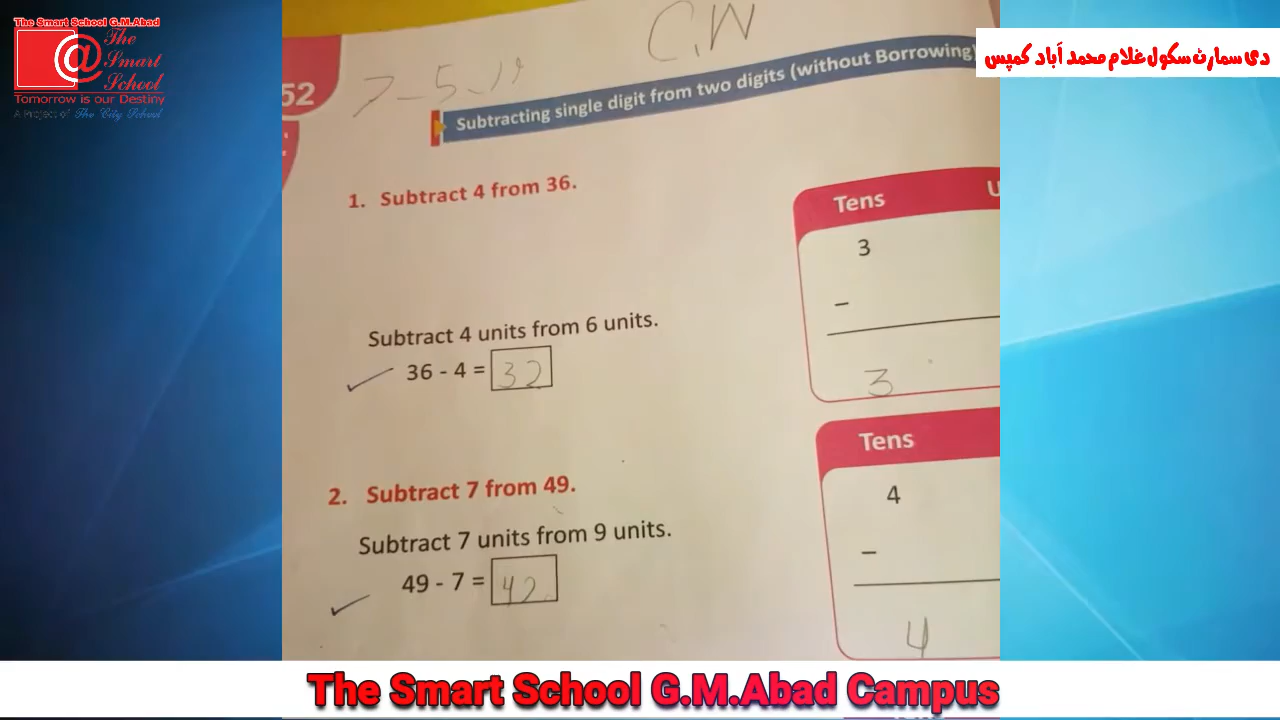 The Smart School G.M.Abad
The
Smart
School
Tomorrow is our Destiny
A Project of The City School
دی سمارٹ سکول غلام محمد آباد کمپس
C.W
52
7-5-19
Subtracting single digit from two digits (without Borrowing)
1. Subtract 4 from 36.
Tens U
3
-
3
Subtract 4 units from 6 units.
36 - 4 = 32
2. Subtract 7 from 49.
Subtract 7 units from 9 units.
49 - 7 = 42
Tens
4
-
4
The Smart School G.M.Abad Campus